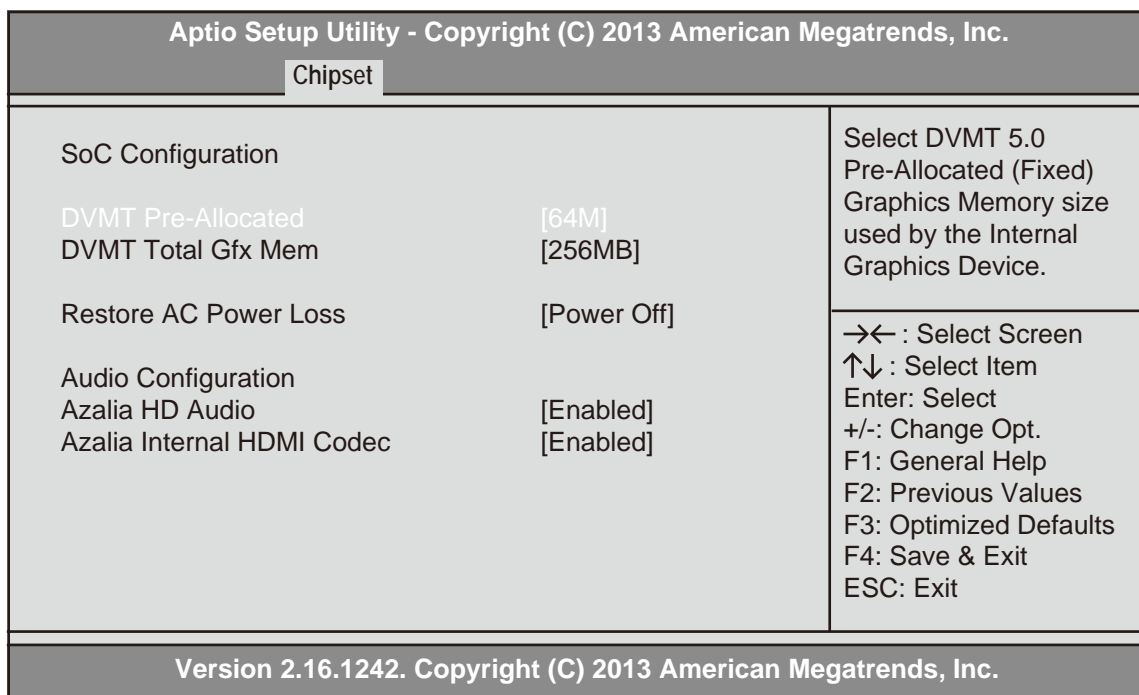 Aptio Setup Utility - Copyright (C) 2013 American Megatrends, Inc.
Chipset
SoC Configuration
DVMT Pre-Allocated [64M]
DVMT Total Gfx Mem [256MB]
Restore AC Power Loss [Power Off]
Audio Configuration
Azalia HD Audio [Enabled]
Azalia Internal HDMI Codec [Enabled]
Select DVMT 5.0
Pre-Allocated (Fixed)
Graphics Memory size
used by the Internal
Graphics Device.
→← : Select Screen
↑↓ : Select Item
Enter: Select
+/-: Change Opt.
F1: General Help
F2: Previous Values
F3: Optimized Defaults
F4: Save & Exit
ESC: Exit
Version 2.16.1242. Copyright (C) 2013 American Megatrends, Inc.